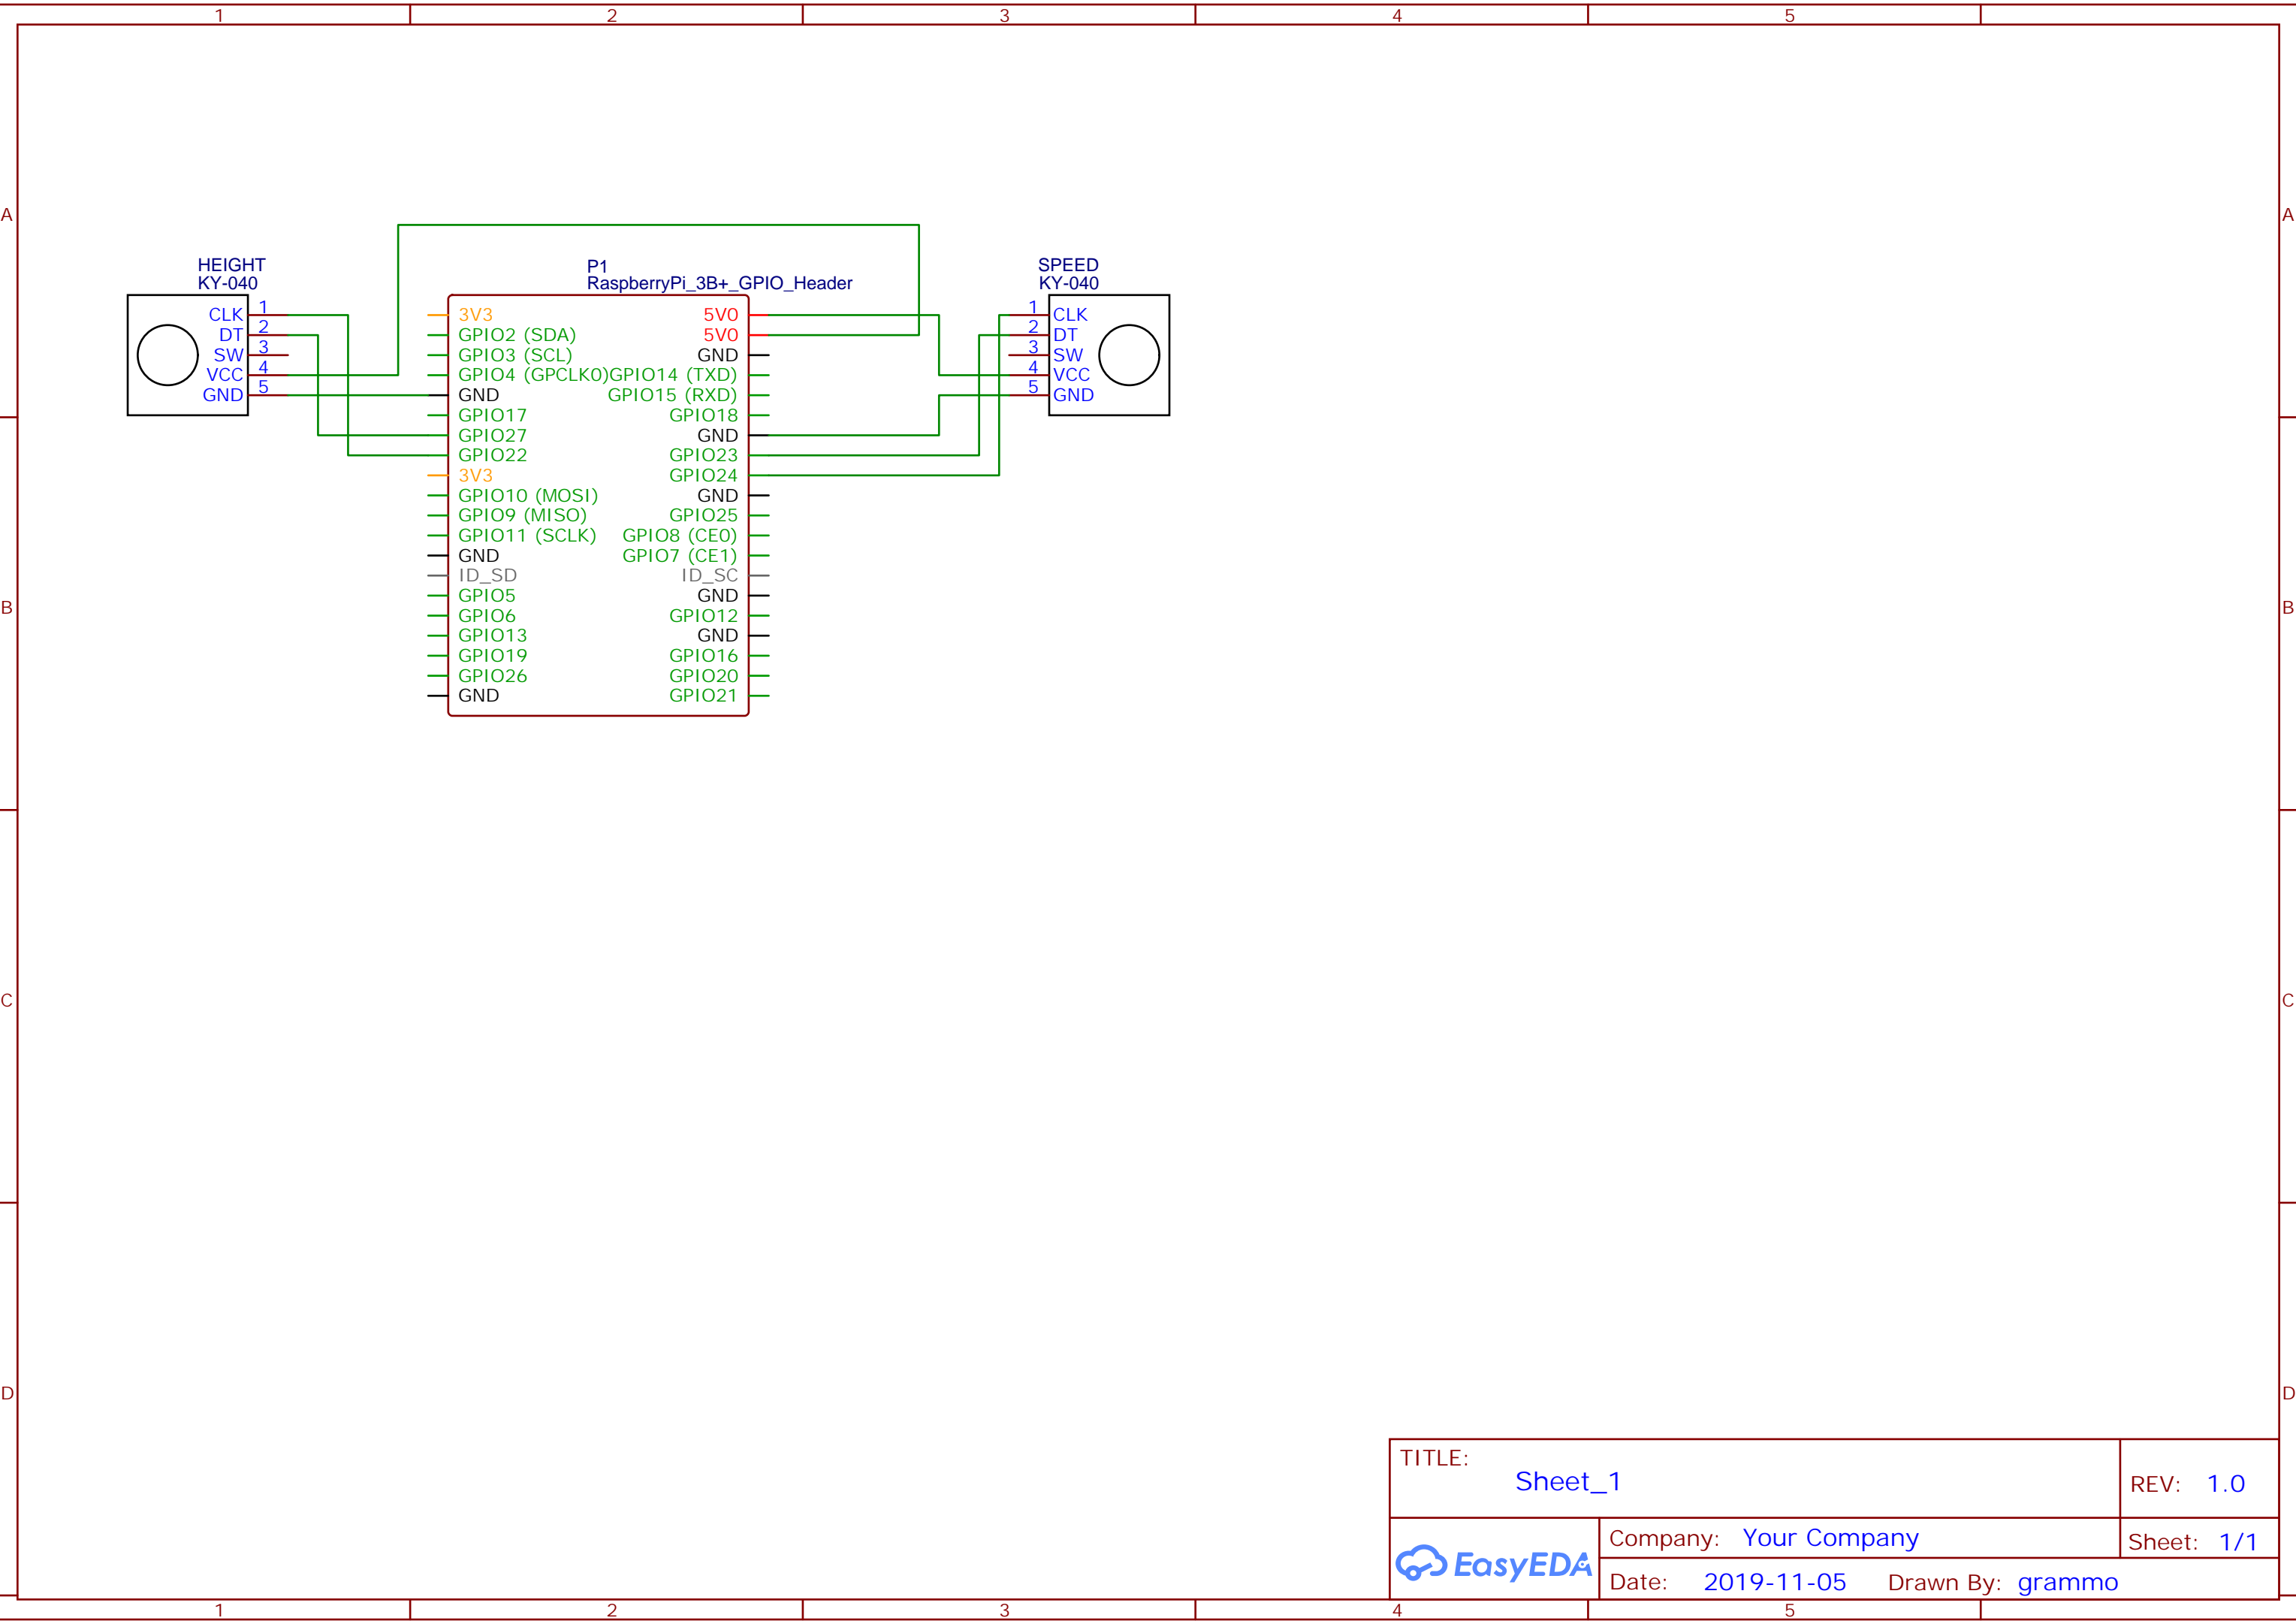 1 2 3 4 5
A A
HEIGHT
KY-040
CLK 1
DT 2
SW 3
VCC 4
GND 5
P1
RaspberryPi_3B+_GPIO_Header
3V3 5V0
GPIO2 (SDA) 5V0
GPIO3 (SCL) GND
GPIO4 (GPCLK0) GPIO14 (TXD)
GND GPIO15 (RXD)
GPIO17 GPIO18
GPIO27 GND
GPIO22 GPIO23
3V3 GPIO24
GPIO10 (MOSI) GND
GPIO9 (MISO) GPIO25
GPIO11 (SCLK) GPIO8 (CE0)
GND GPIO7 (CE1)
ID_SD ID_SC
GPIO5 GND
GPIO6 GPIO12
GPIO13 GND
GPIO19 GPIO16
GPIO26 GPIO20
GND GPIO21
SPEED
KY-040
1 CLK
2 DT
3 SW
4 VCC
5 GND
B B
C C
D D
TITLE:
Sheet_1
REV: 1.0
EasyEDA
Company: Your Company
Sheet: 1/1
Date: 2019-11-05 Drawn By: grammo
1 2 3 4 5